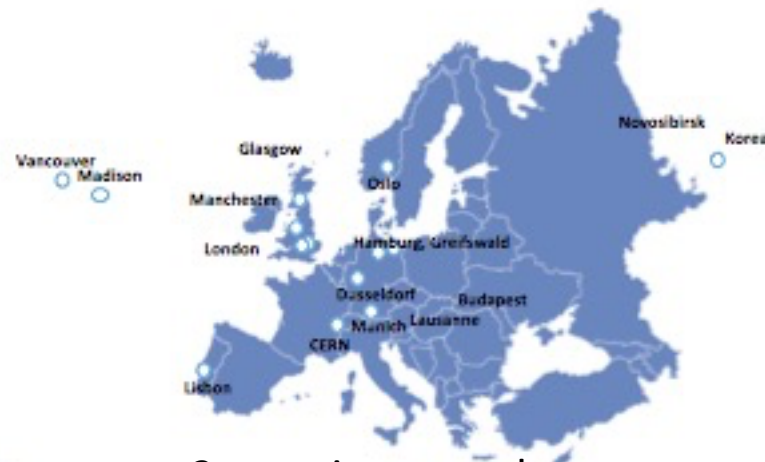 Novosibirsk
Korea
Glasgow
Vancouver
Madison
Oslo
Manchester
London
Hamburg, Greifswald
Dusseldorf
Budapest
Munich
Lausanne
CERN
Lisbon